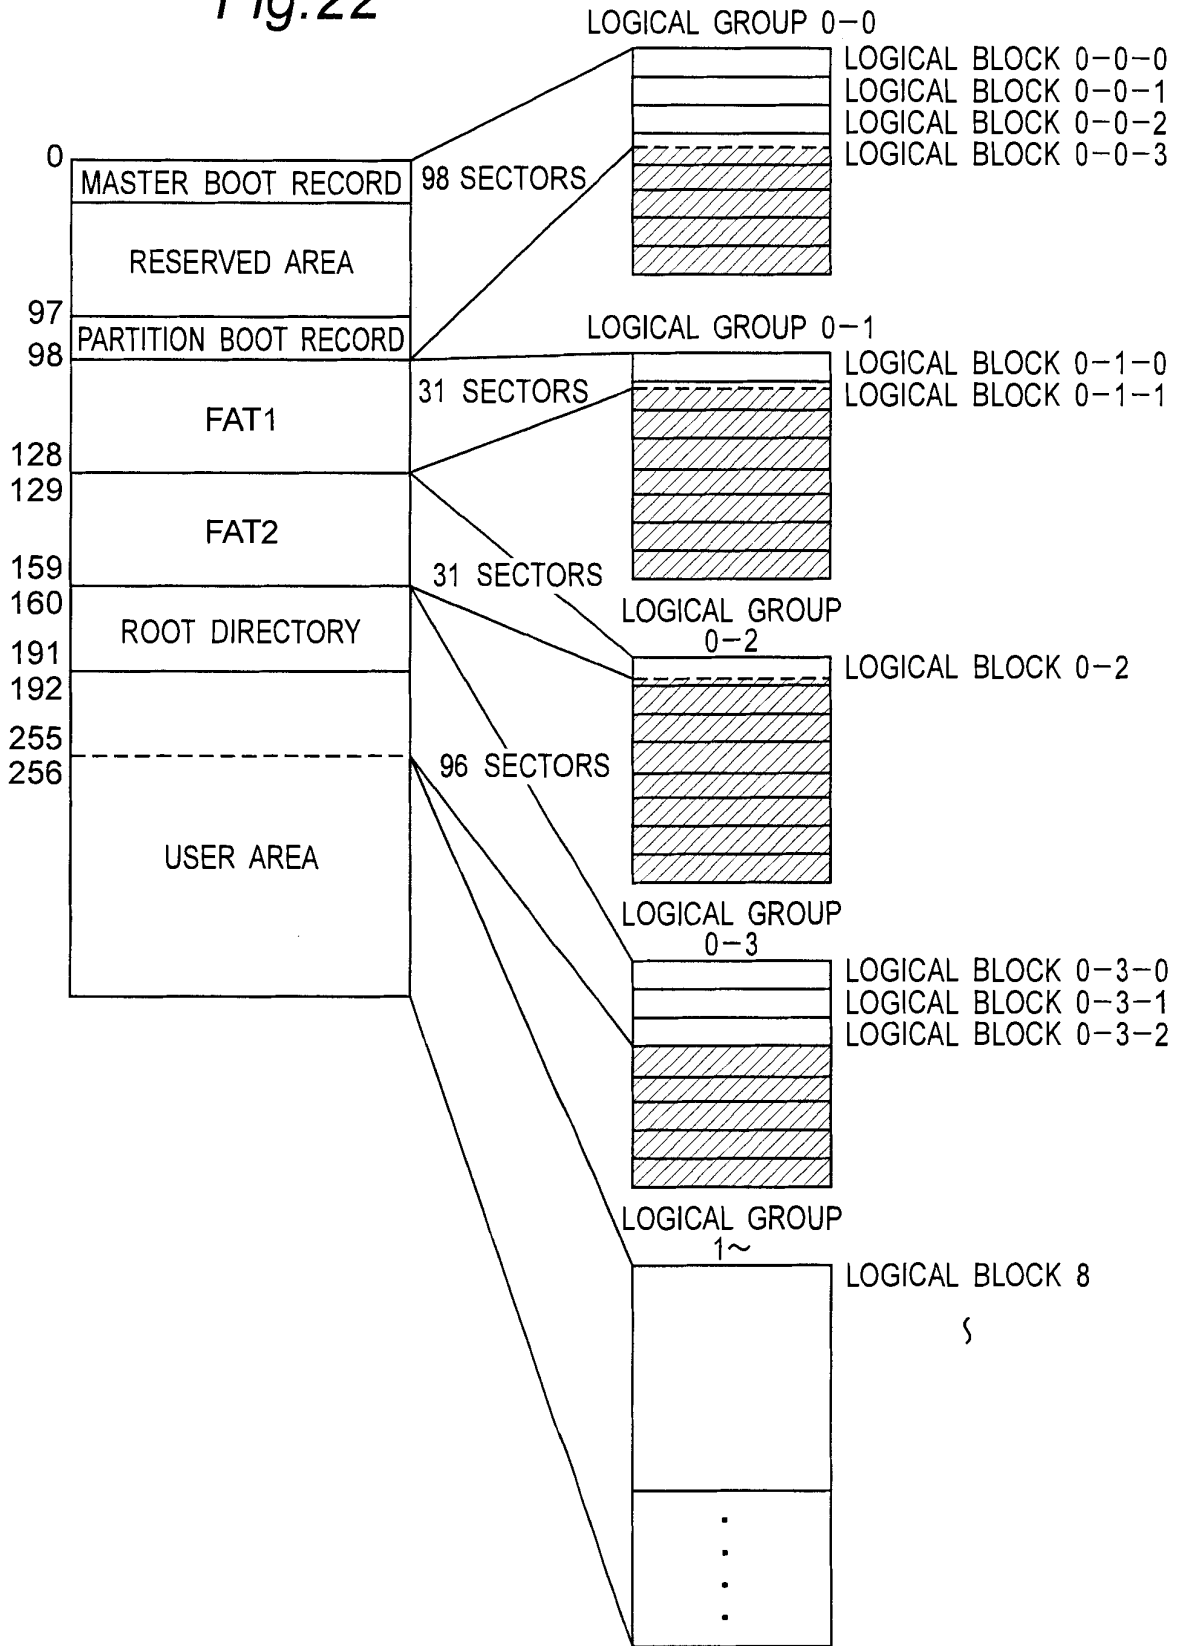 Fig.22
LOGICAL GROUP 0-0
LOGICAL BLOCK 0-0-0
LOGICAL BLOCK 0-0-1
LOGICAL BLOCK 0-0-2
LOGICAL BLOCK 0-0-3
0
MASTER BOOT RECORD
98 SECTORS
RESERVED AREA
97
PARTITION BOOT RECORD
98
LOGICAL GROUP 0-1
LOGICAL BLOCK 0-1-0
LOGICAL BLOCK 0-1-1
31 SECTORS
FAT1
128
129
FAT2
159
31 SECTORS
160
ROOT DIRECTORY
191
192
LOGICAL GROUP
0-2
LOGICAL BLOCK 0-2
255
256
96 SECTORS
USER AREA
LOGICAL GROUP
0-3
LOGICAL BLOCK 0-3-0
LOGICAL BLOCK 0-3-1
LOGICAL BLOCK 0-3-2
LOGICAL GROUP
1~
LOGICAL BLOCK 8